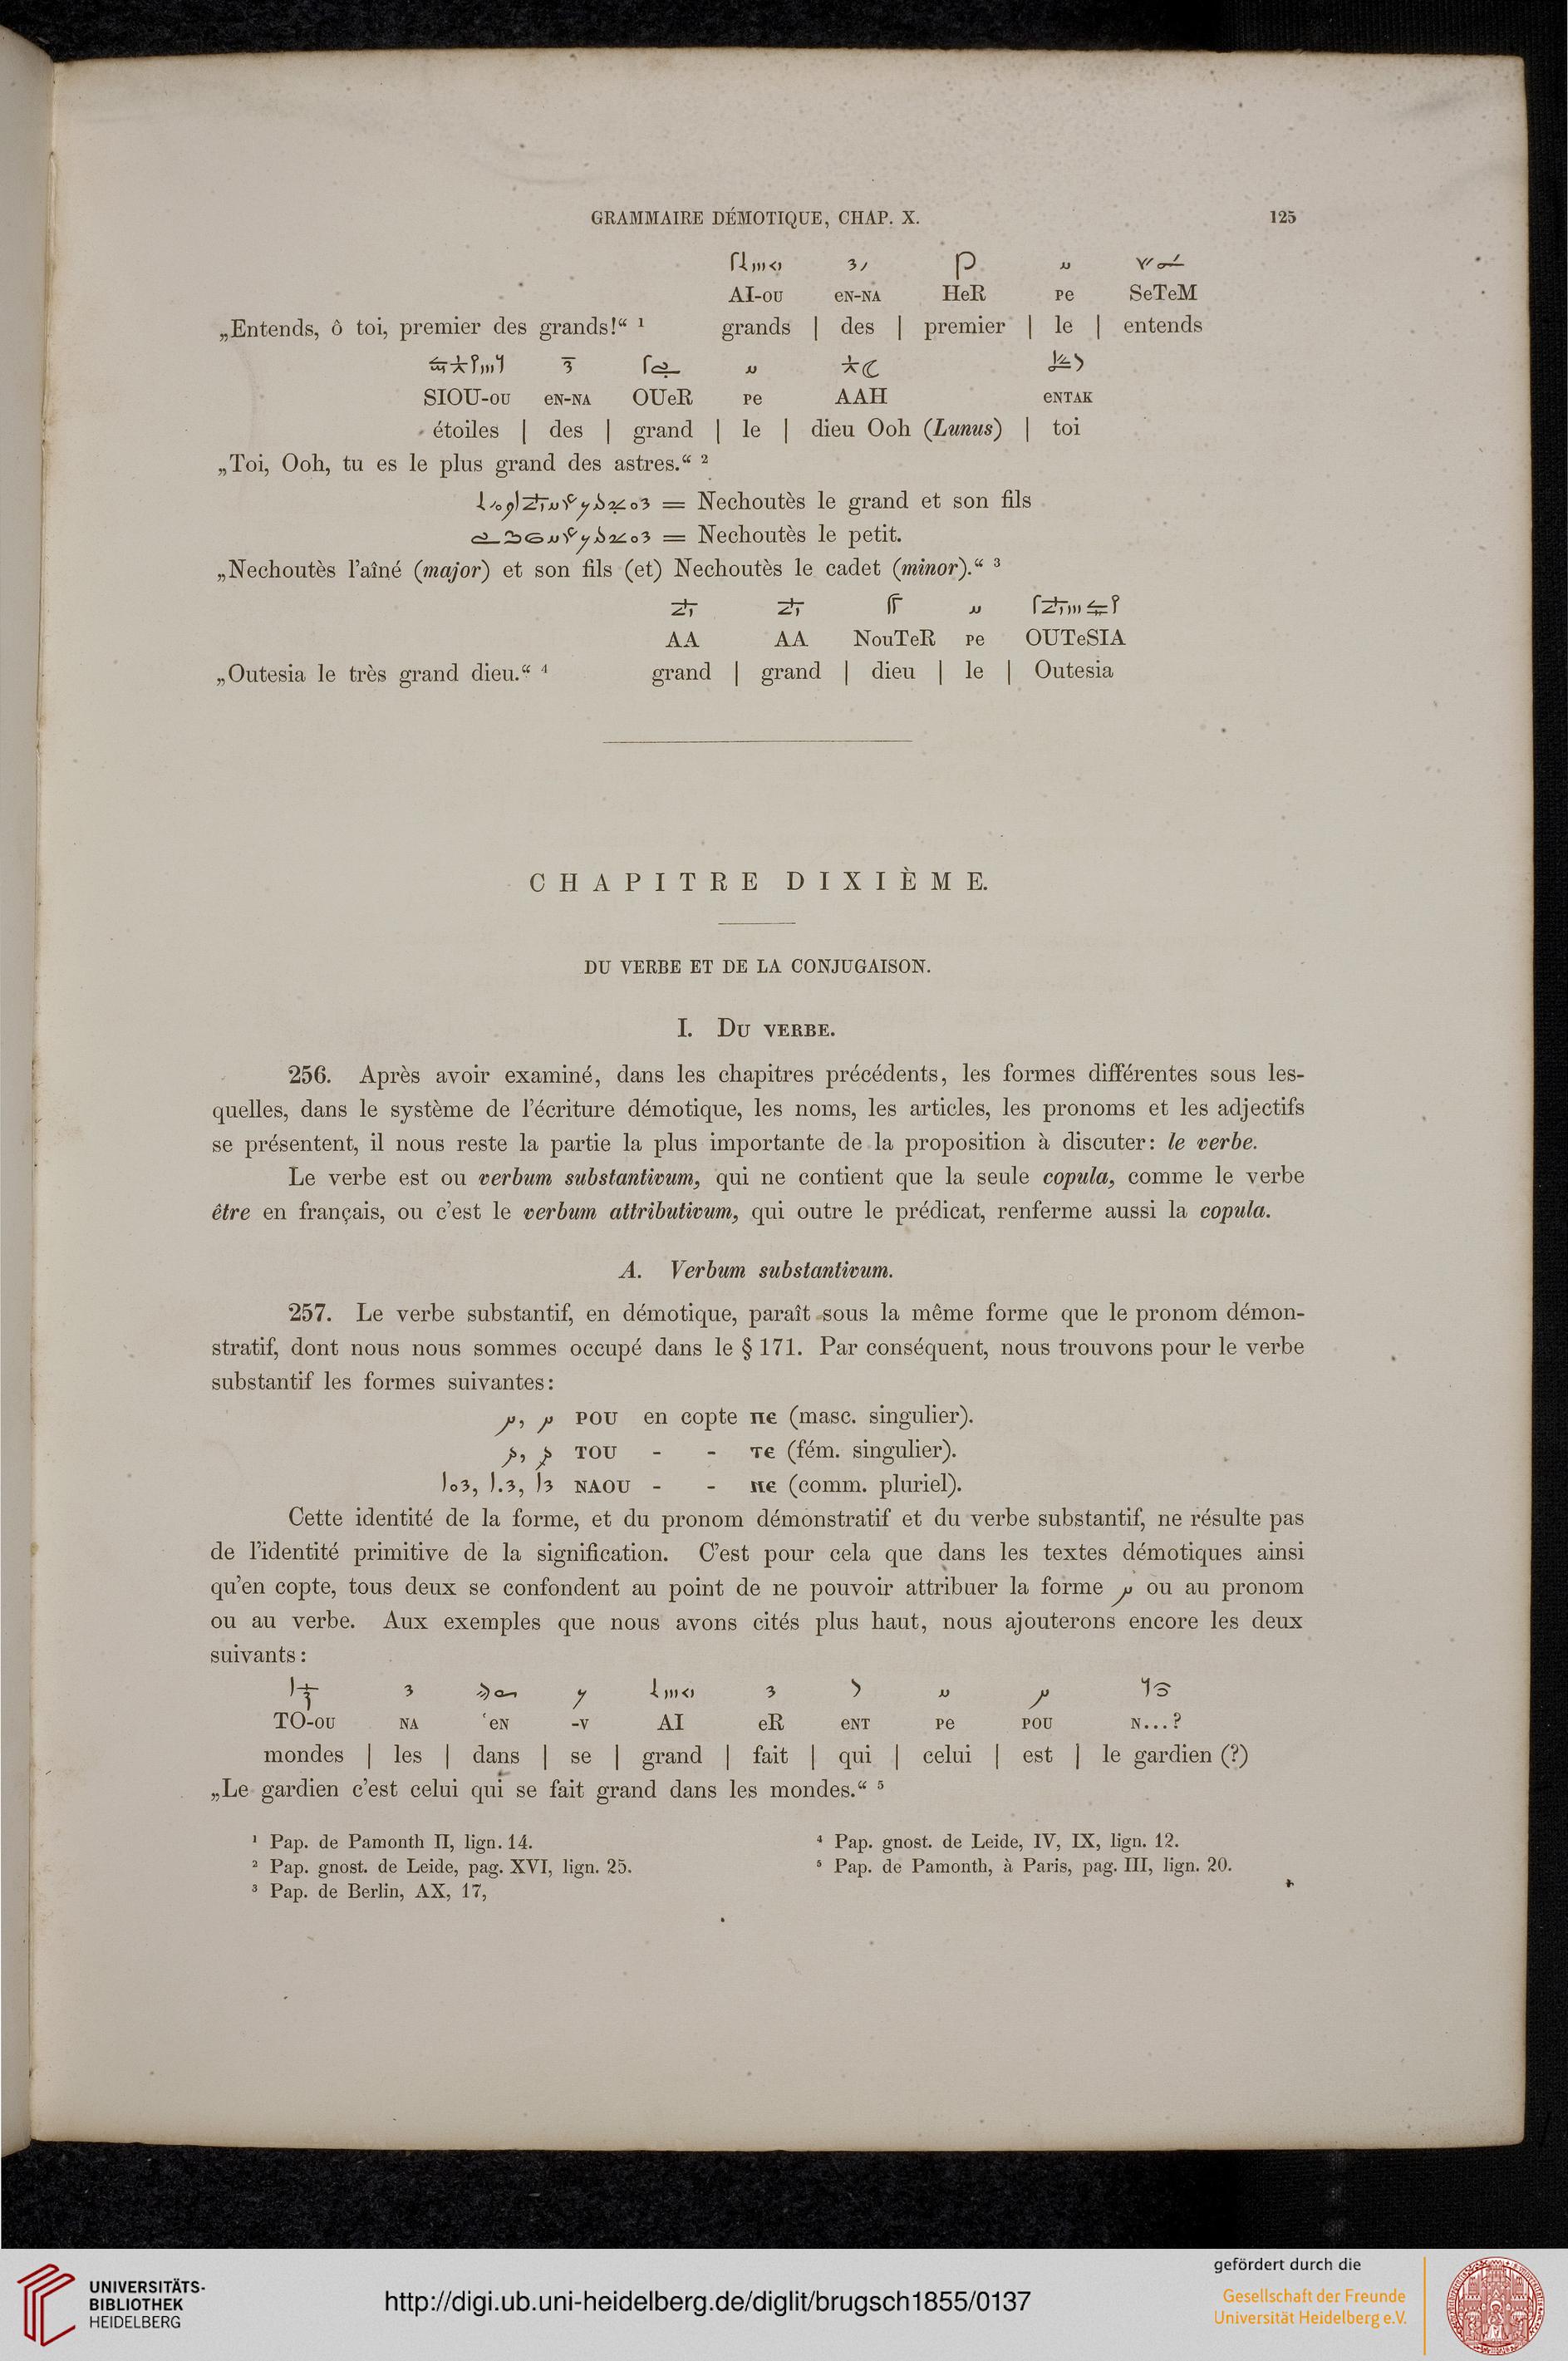 GRAMMAIRE DÉMOTIQUE, CHAP. X. 125
AI-OU eN-NA HeR Pe SeTeM
„Entends, ô toi, premier des grands!“ ¹ grands | des | premier | le | entends
SIOU-OU eN-NA OUeR Pe AAH eNTAK
étoiles | des | grand | le | dieu Ooh (Lunus) | toi
„Toi, Ooh, tu es le plus grand des astres.“ ²
= Nechoutès le grand et son fils
= Nechoutès le petit.
„Nechoutès l'aîné (major) et son fils (et) Nechoutès le cadet (minor).“ ³
AA AA NouTeR Pe OUTeSIA
„Outesia le très grand dieu.“ ⁴ grand | grand | dieu | le | Outesia
CHAPITRE DIXIÈME.
DU VERBE ET DE LA CONJUGAISON.
I. DU VERBE.
256. Après avoir examiné, dans les chapitres précédents, les formes différentes sous les-
quelles, dans le système de l'écriture démotique, les noms, les articles, les pronoms et les adjectifs
se présentent, il nous reste la partie la plus importante de la proposition à discuter: le verbe.
Le verbe est ou verbum substantivum, qui ne contient que la seule copula, comme le verbe
être en français, ou c'est le verbum attributivum, qui outre le prédicat, renferme aussi la copula.
A. Verbum substantivum.
257. Le verbe substantif, en démotique, paraît sous la même forme que le pronom démon-
stratif, dont nous nous sommes occupé dans le § 171. Par conséquent, nous trouvons pour le verbe
substantif les formes suivantes:
POU en copte ⲡⲉ (masc. singulier).
TOU - - ⲧⲉ (fém. singulier).
NAOU - - ⲛⲉ (comm. pluriel).
Cette identité de la forme, et du pronom démonstratif et du verbe substantif, ne résulte pas
de l'identité primitive de la signification. C'est pour cela que dans les textes démotiques ainsi
qu'en copte, tous deux se confondent au point de ne pouvoir attribuer la forme ou au pronom
ou au verbe. Aux exemples que nous avons cités plus haut, nous ajouterons encore les deux
suivants:
TO-OU NA ‘eN -V AI eR eNT Pe POU N...?
mondes | les | dans | se | grand | fait | qui | celui | est | le gardien (?)
„Le gardien c'est celui qui se fait grand dans les mondes.“ ⁵
¹ Pap. de Pamonth II, lign. 14.
² Pap. gnost. de Leide, pag. XVI, lign. 25.
³ Pap. de Berlin, AX, 17,
⁴ Pap. gnost. de Leide, IV, IX, lign. 12.
⁵ Pap. de Pamonth, à Paris, pag. III, lign. 20.
UNIVERSITÄTS-
BIBLIOTHEK
HEIDELBERG
http://digi.ub.uni-heidelberg.de/diglit/brugsch1855/0137
gefördert durch die
Gesellschaft der Freunde
Universität Heidelberg e.V.